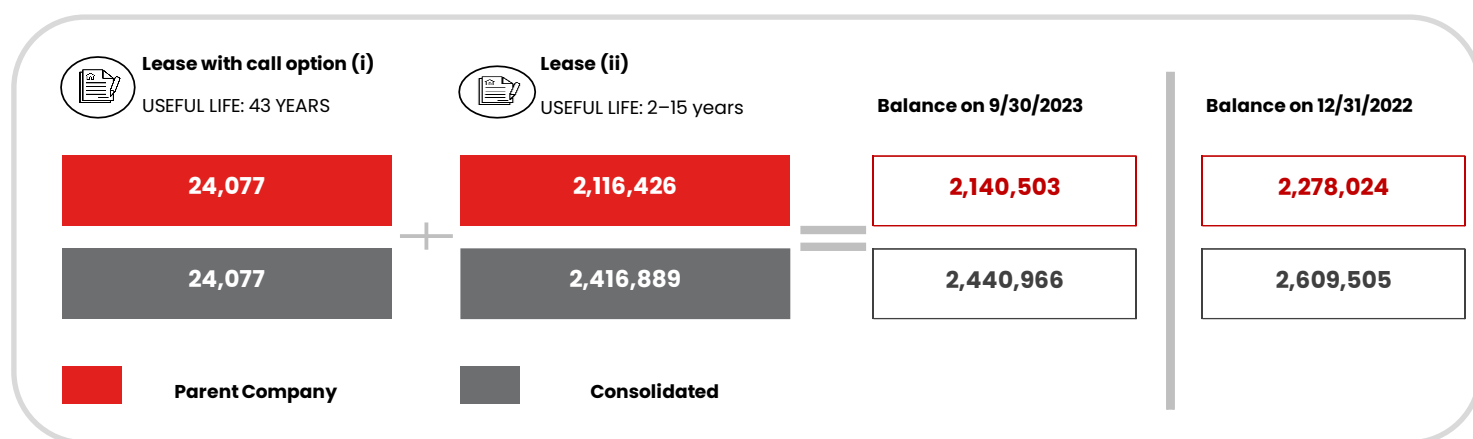 Lease with call option (i)
USEFUL LIFE: 43 YEARS
Lease (ii)
USEFUL LIFE: 2–15 years
Balance on 9/30/2023
Balance on 12/31/2022
24,077
2,116,426
2,140,503
2,278,024
24,077
2,416,889
2,440,966
2,609,505
Parent Company
Consolidated